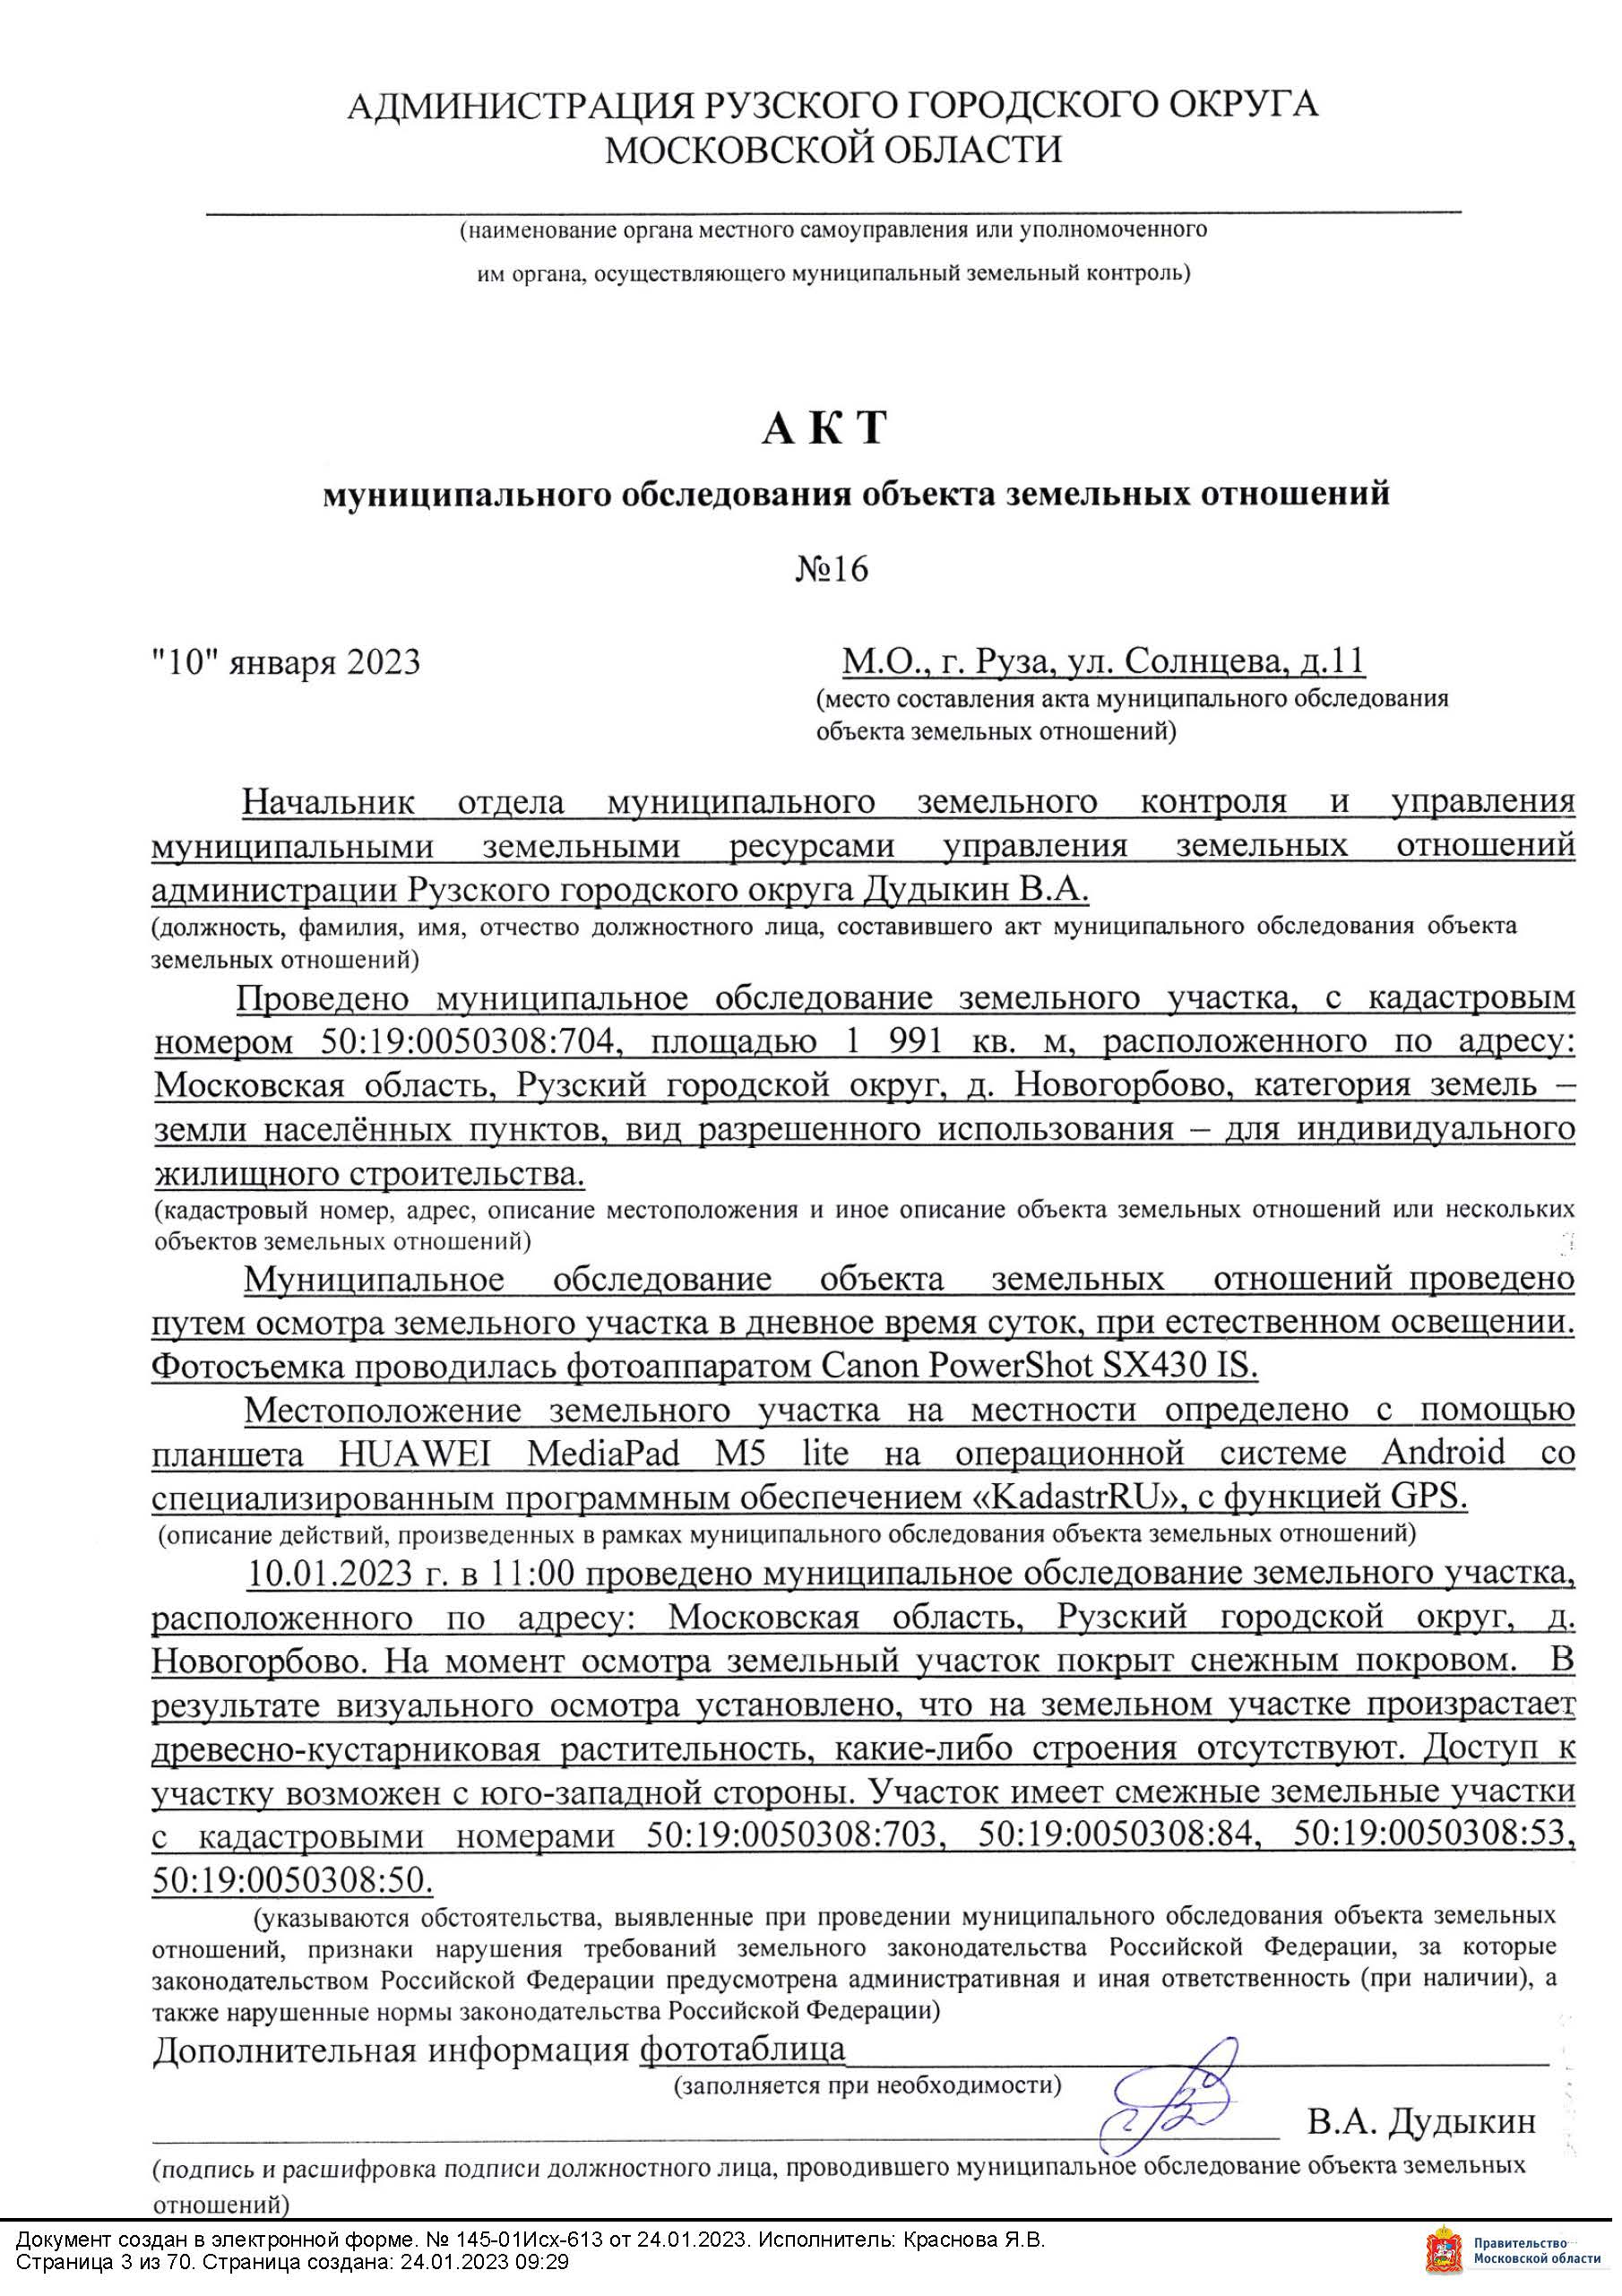 АДМИНИСТРАЦИЯ РУЗСКОГО ГОРОДСКОГО ОКРУГА
МОСКОВСКОЙ ОБЛАСТИ
(наименование органа местного самоуправления или уполномоченного
им органа, осуществляющего муниципальный земельный контроль)
А К Т
муниципального обследования объекта земельных отношений
№16
"10" января 2023
М.О., г. Руза, ул. Солнцева, д.11
(место составления акта муниципального обследования
объекта земельных отношений)
Начальник отдела муниципального земельного контроля и управления
муниципальными земельными ресурсами управления земельных отношений
администрации Рузского городского округа Дудыкин В.А.
(должность, фамилия, имя, отчество должностного лица, составившего акт муниципального обследования объекта
земельных отношений)
Проведено муниципальное обследование земельного участка, с кадастровым
номером 50:19:0050308:704, площадью 1 991 кв. м, расположенного по адресу:
Московская область, Рузский городской округ, д. Новогорбово, категория земель –
земли населённых пунктов, вид разрешенного использования – для индивидуального
жилищного строительства.
(кадастровый номер, адрес, описание местоположения и иное описание объекта земельных отношений или нескольких
объектов земельных отношений)
Муниципальное обследование объекта земельных отношений проведено
путем осмотра земельного участка в дневное время суток, при естественном освещении.
Фотосъемка проводилась фотоаппаратом Canon PowerShot SX430 IS.
Местоположение земельного участка на местности определено с помощью
планшета HUAWEI MediaPad M5 lite на операционной системе Android со
специализированным программным обеспечением «KadastrRU», с функцией GPS.
(описание действий, произведенных в рамках муниципального обследования объекта земельных отношений)
10.01.2023 г. в 11:00 проведено муниципальное обследование земельного участка,
расположенного по адресу: Московская область, Рузский городской округ, д.
Новогорбово. На момент осмотра земельный участок покрыт снежным покровом. В
результате визуального осмотра установлено, что на земельном участке произрастает
древесно-кустарниковая растительность, какие-либо строения отсутствуют. Доступ к
участку возможен с юго-западной стороны. Участок имеет смежные земельные участки
с кадастровыми номерами 50:19:0050308:703, 50:19:0050308:84, 50:19:0050308:53,
50:19:0050308:50.
(указываются обстоятельства, выявленные при проведении муниципального обследования объекта земельных
отношений, признаки нарушения требований земельного законодательства Российской Федерации, за которые
законодательством Российской Федерации предусмотрена административная и иная ответственность (при наличии), а
также нарушенные нормы законодательства Российской Федерации)
Дополнительная информация фототаблица
(заполняется при необходимости)
В.А. Дудыкин
(подпись и расшифровка подписи должностного лица, проводившего муниципальное обследование объекта земельных
отношений)
Документ создан в электронной форме. № 145-01Исх-613 от 24.01.2023. Исполнитель: Краснова Я.В.
Страница 3 из 70. Страница создана: 24.01.2023 09:29
Правительство
Московской области